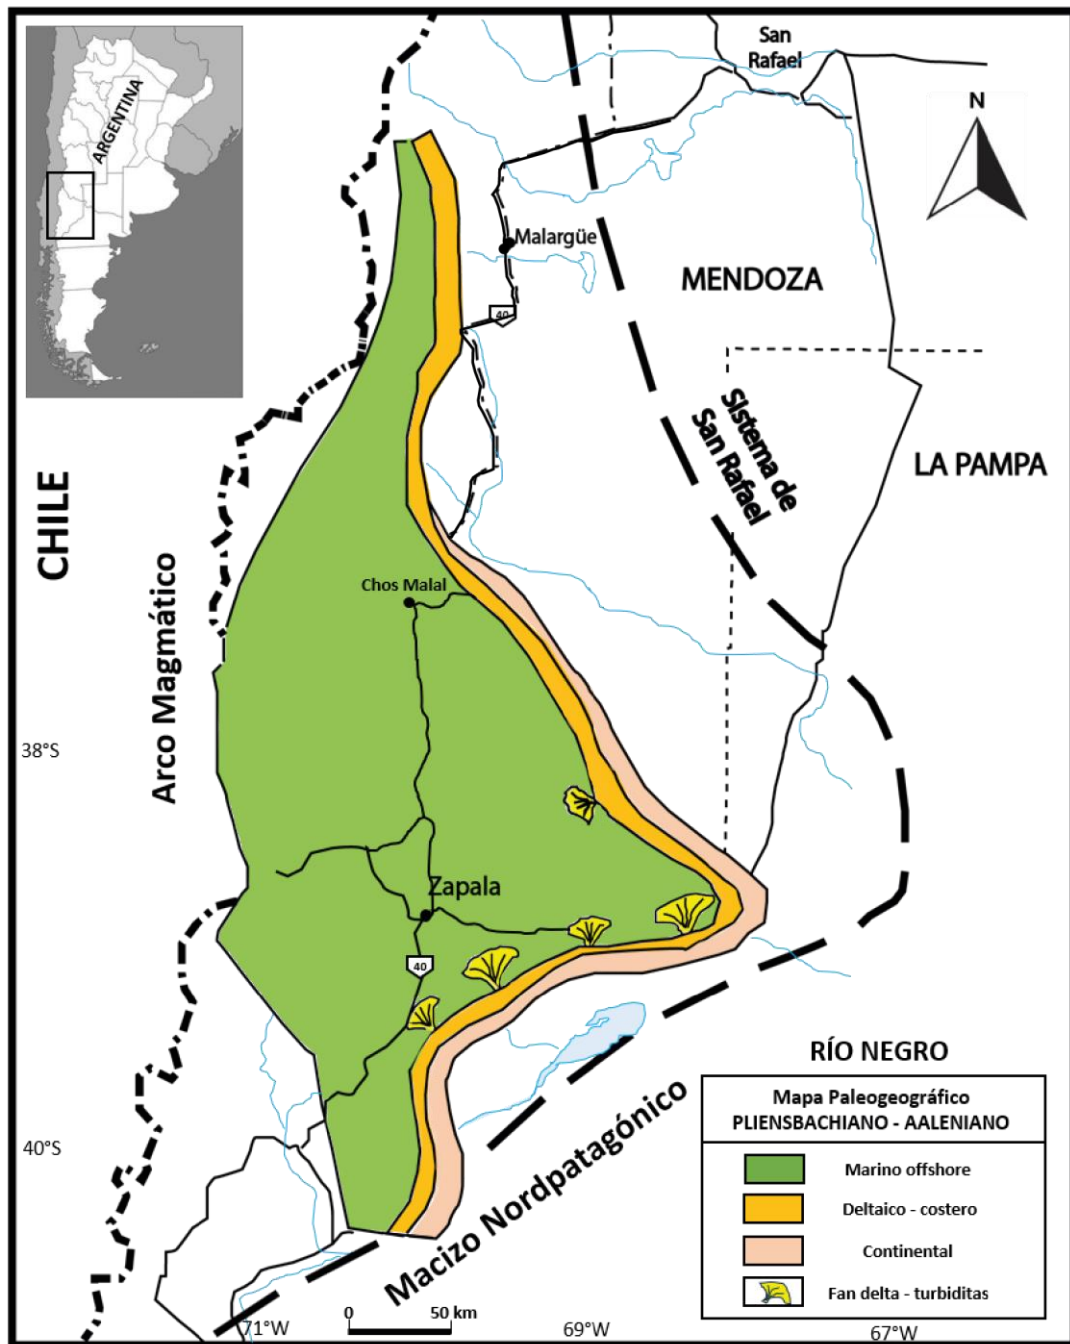 ARGENTINA
San
Rafael
N
Malargüe
MENDOZA
40
Sistema de
San Rafael
LA PAMPA
CHILE
Chos Malal
Arco Magmático
38°S
Zapala
40
RÍO NEGRO
Macizo Nordpatagónico
40°S
Mapa Paleogeográfico
PLIENSBACHIANO - AALENIANO
Marino offshore
Deltaico - costero
Continental
Fan delta - turbiditas
0 50 km
71°W
69°W
67°W